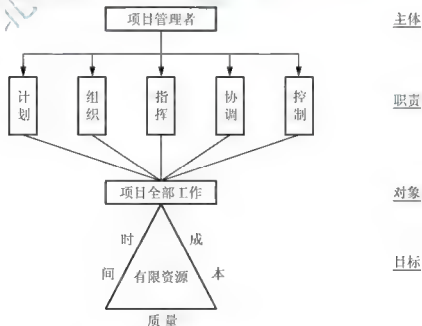 项目管理者 主体
计划 组织 指挥 协调 控制 职责
项目全部工作 对象
时间 成本 目标
有限资源
质量